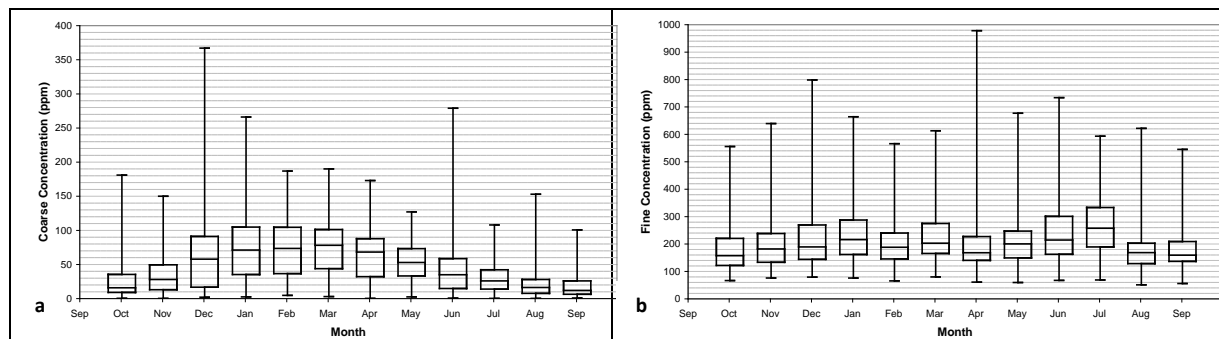 Coarse Concentration (ppm)
400
350
300
250
200
150
100
50
0
Sep Oct Nov Dec Jan Feb Mar Apr May Jun Jul Aug Sep
Month
a
Fine Concentration (ppm)
1000
900
800
700
600
500
400
300
200
100
0
Sep Oct Nov Dec Jan Feb Mar Apr May Jun Jul Aug Sep
Month
b